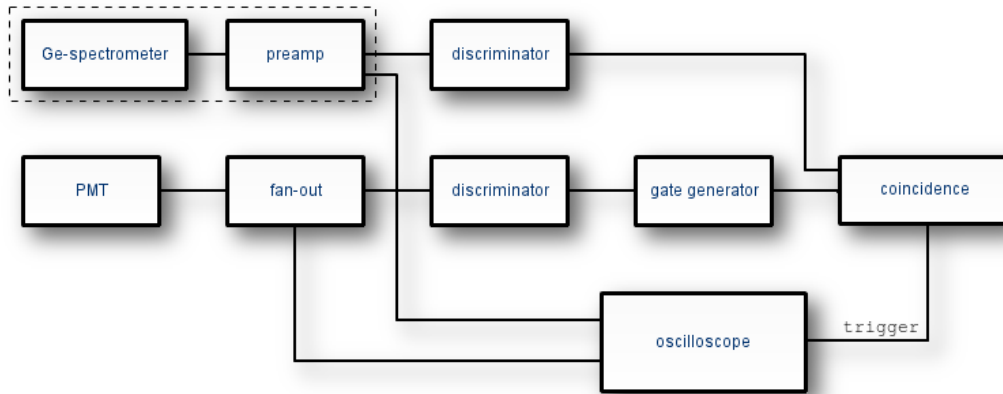 Ge-spectrometer
preamp
discriminator
PMT
fan-out
discriminator
gate generator
coincidence
oscilloscope
trigger